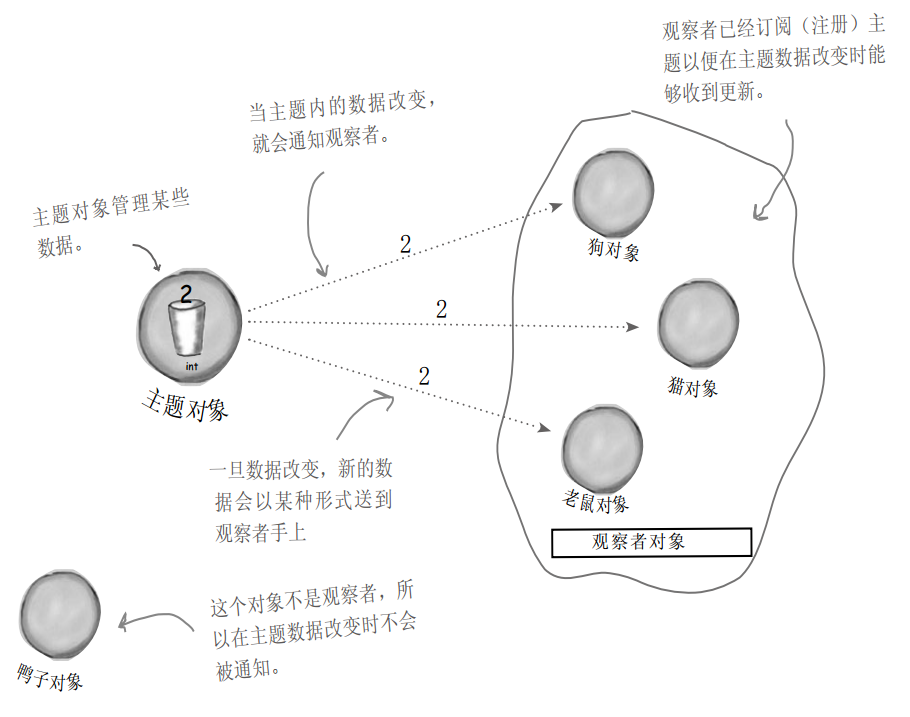 观察者已经订阅（注册）主
题以便在主题数据改变时能
够收到更新。
当主题内的数据改变，
就会通知观察者。
主题对象管理某些
数据。
2
int
主题对象
2
2
2
狗对象
猫对象
老鼠对象
观察者对象
一旦数据改变，新的数
据会以某种形式送到
观察者手上
这个对象不是观察者，所
以在主题数据改变时不会
被通知。
鸭子对象